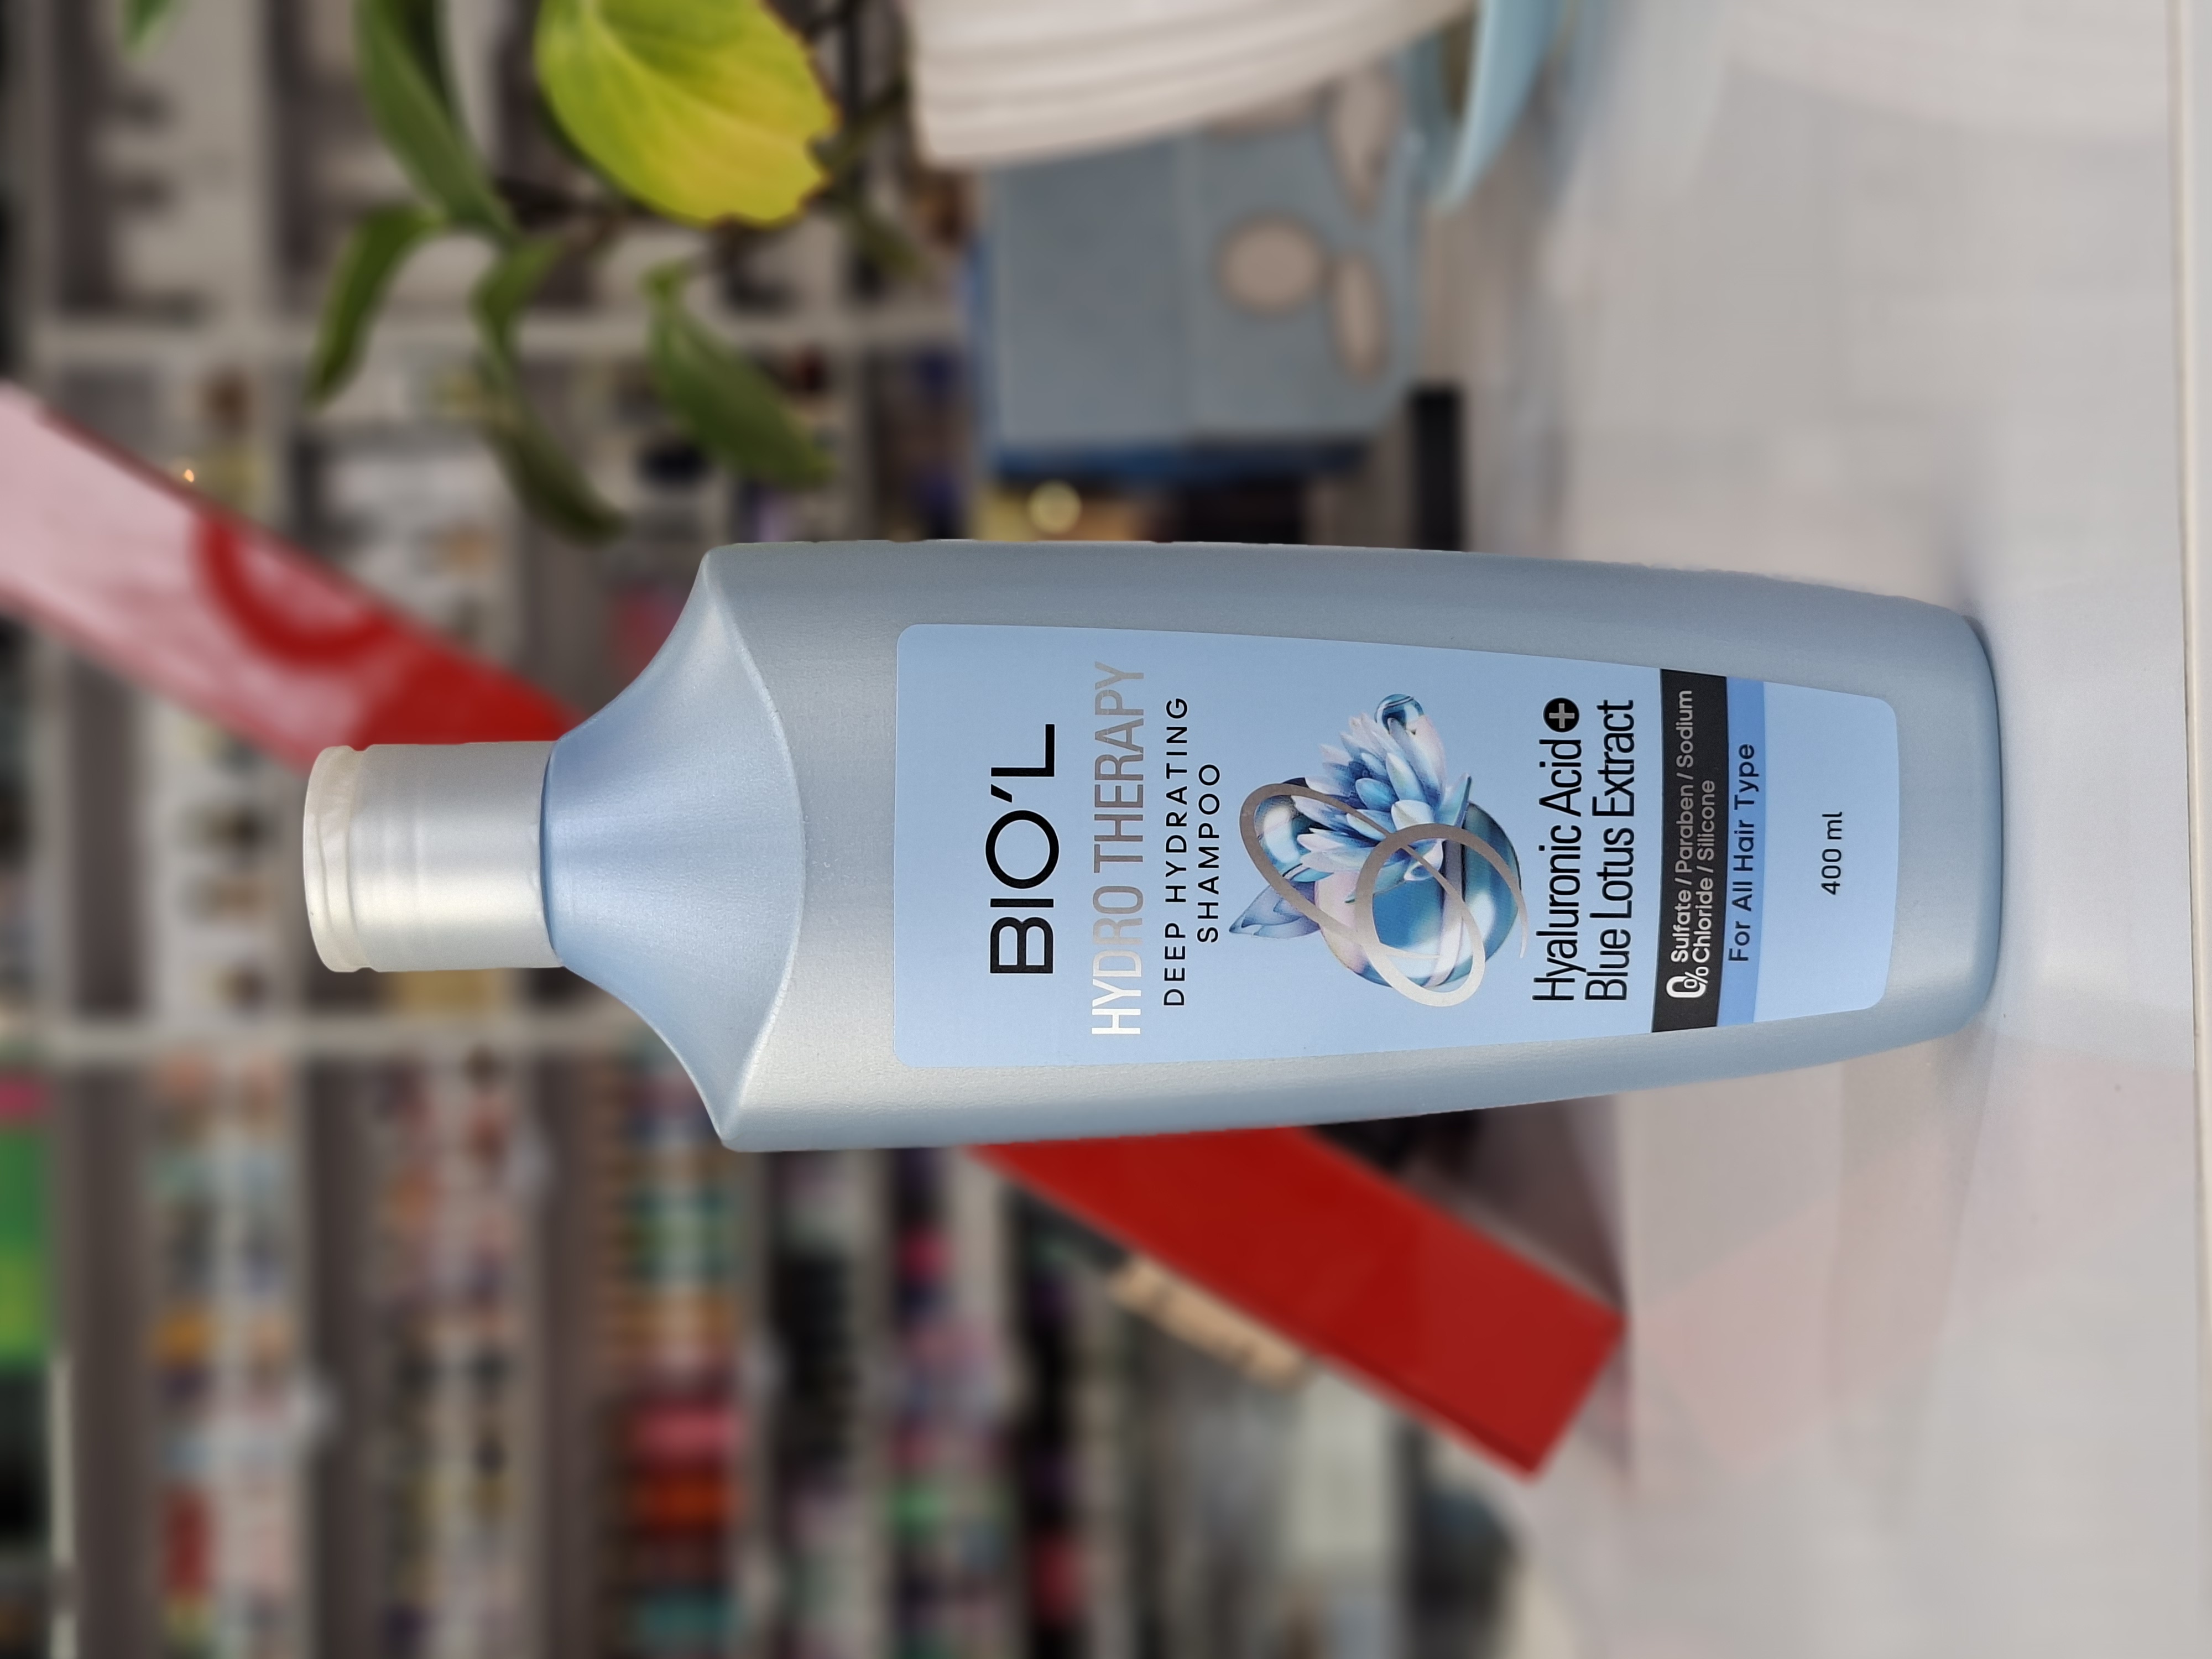 BIO'L
HYDRO THERAPY
DEEP HYDRATING
SHAMPOO
Hyaluronic Acid+
Blue Lotus Extract
0% Sulfate / Paraben / Sodium
Chloride / Silicone
For All Hair Type
400 ml